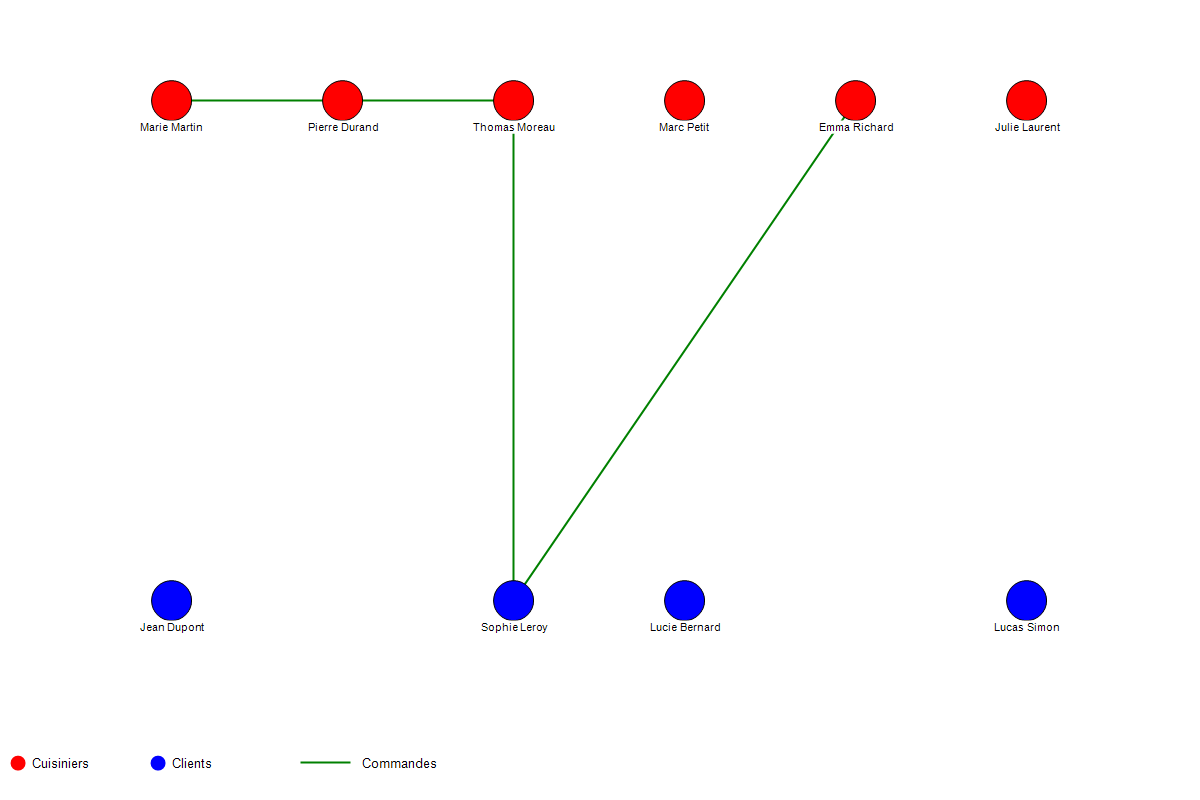 Marie Martin
Pierre Durand
Thomas Moreau
Marc Petit
Emma Richard
Julie Laurent
Jean Dupont
Sophie Leroy
Lucie Bernard
Lucas Simon
Cuisiniers
Clients
Commandes